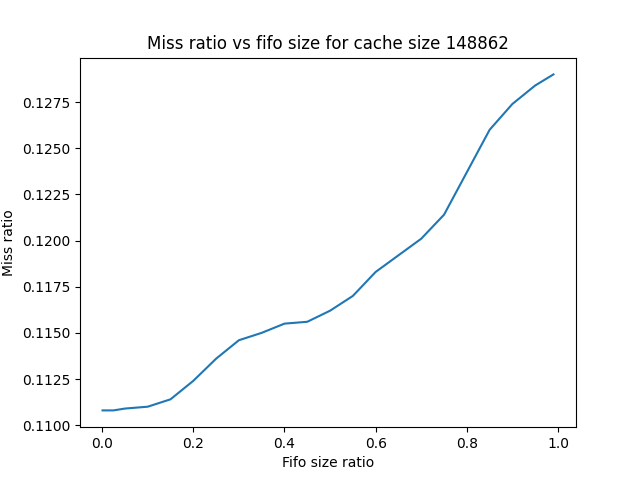 Miss ratio vs fifo size for cache size 148862
0.1275
0.1250
0.1225
0.1200
0.1175
0.1150
0.1125
0.1100
Miss ratio
0.0 0.2 0.4 0.6 0.8 1.0
Fifo size ratio